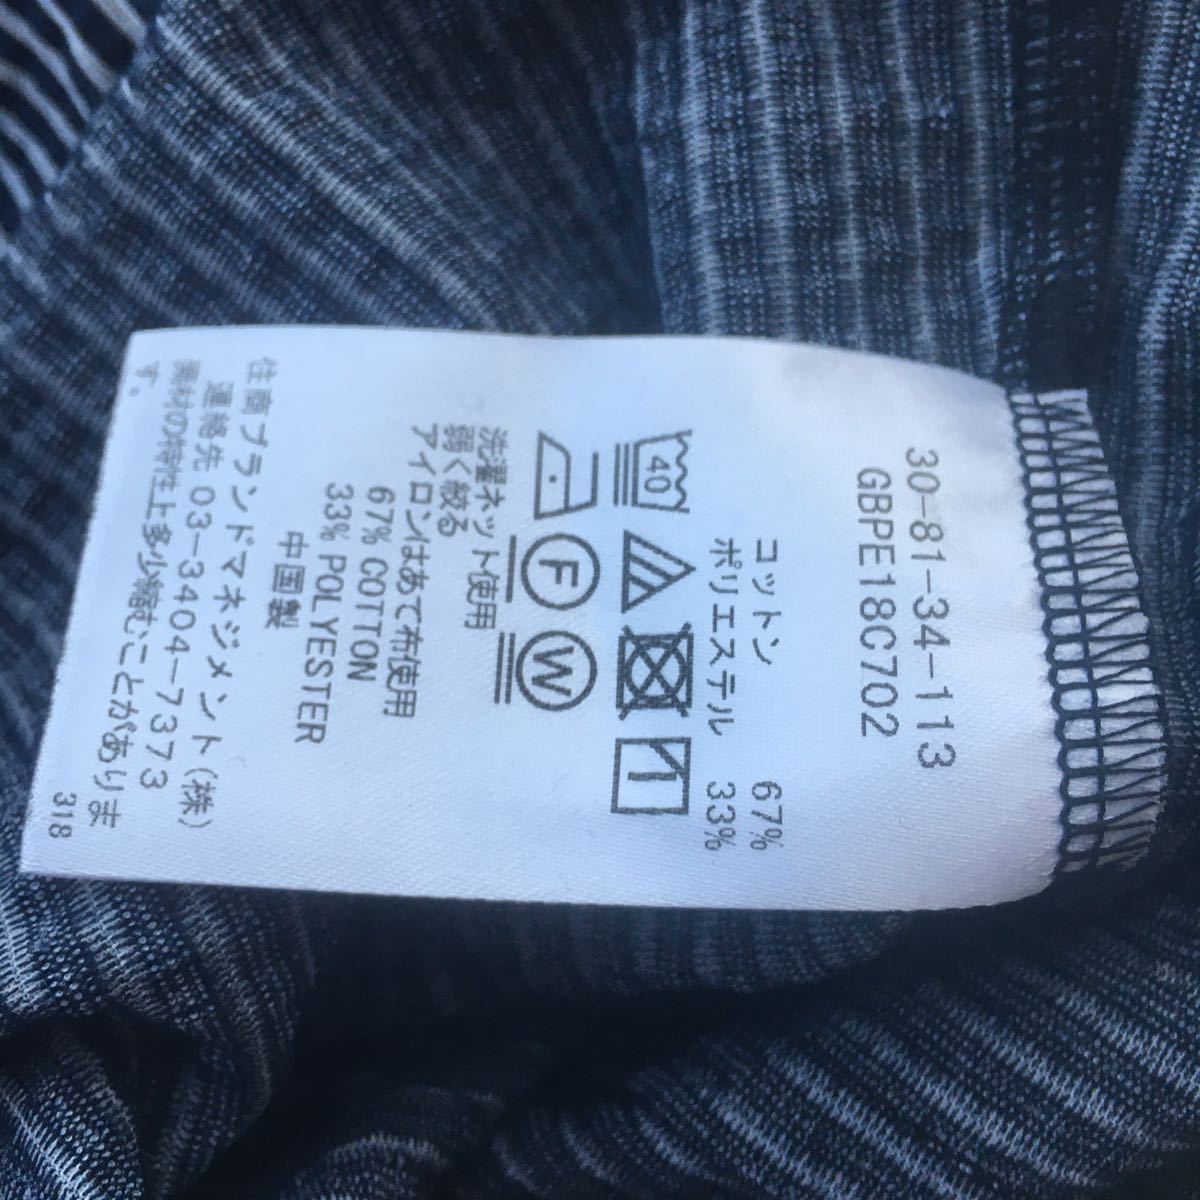 30-81-34-113
GBPE18C702
コットン 67%
ポリエステル 33%
40
F W
洗濯ネット使用
弱く絞る
アイロンはあて布使用
67% COTTON
33% POLYESTER
中国製
住商ブランドマネジメント(株)
連絡先 03-3404-7373
素材の特性上多少縮むことがありま
す。
318